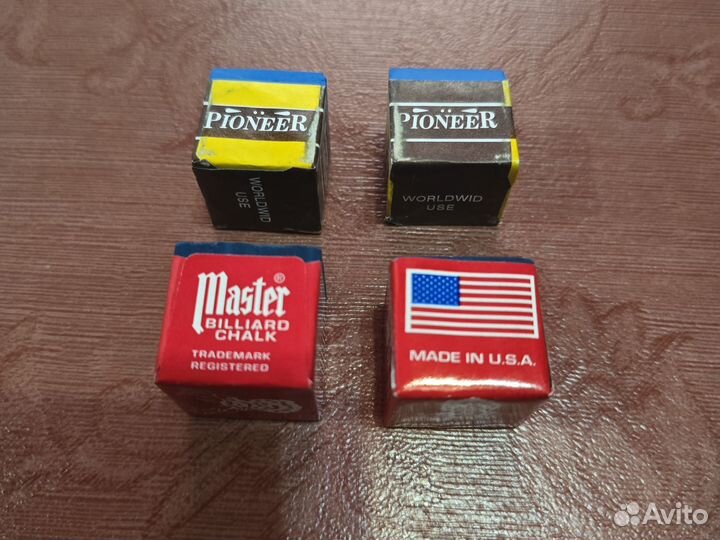 PIONEER
WORLDWID
USE
PIONEER
WORLDWID
USE
Master®
BILLIARD
CHALK
TRADEMARK
REGISTERED
MADE IN U.S.A.
Avito